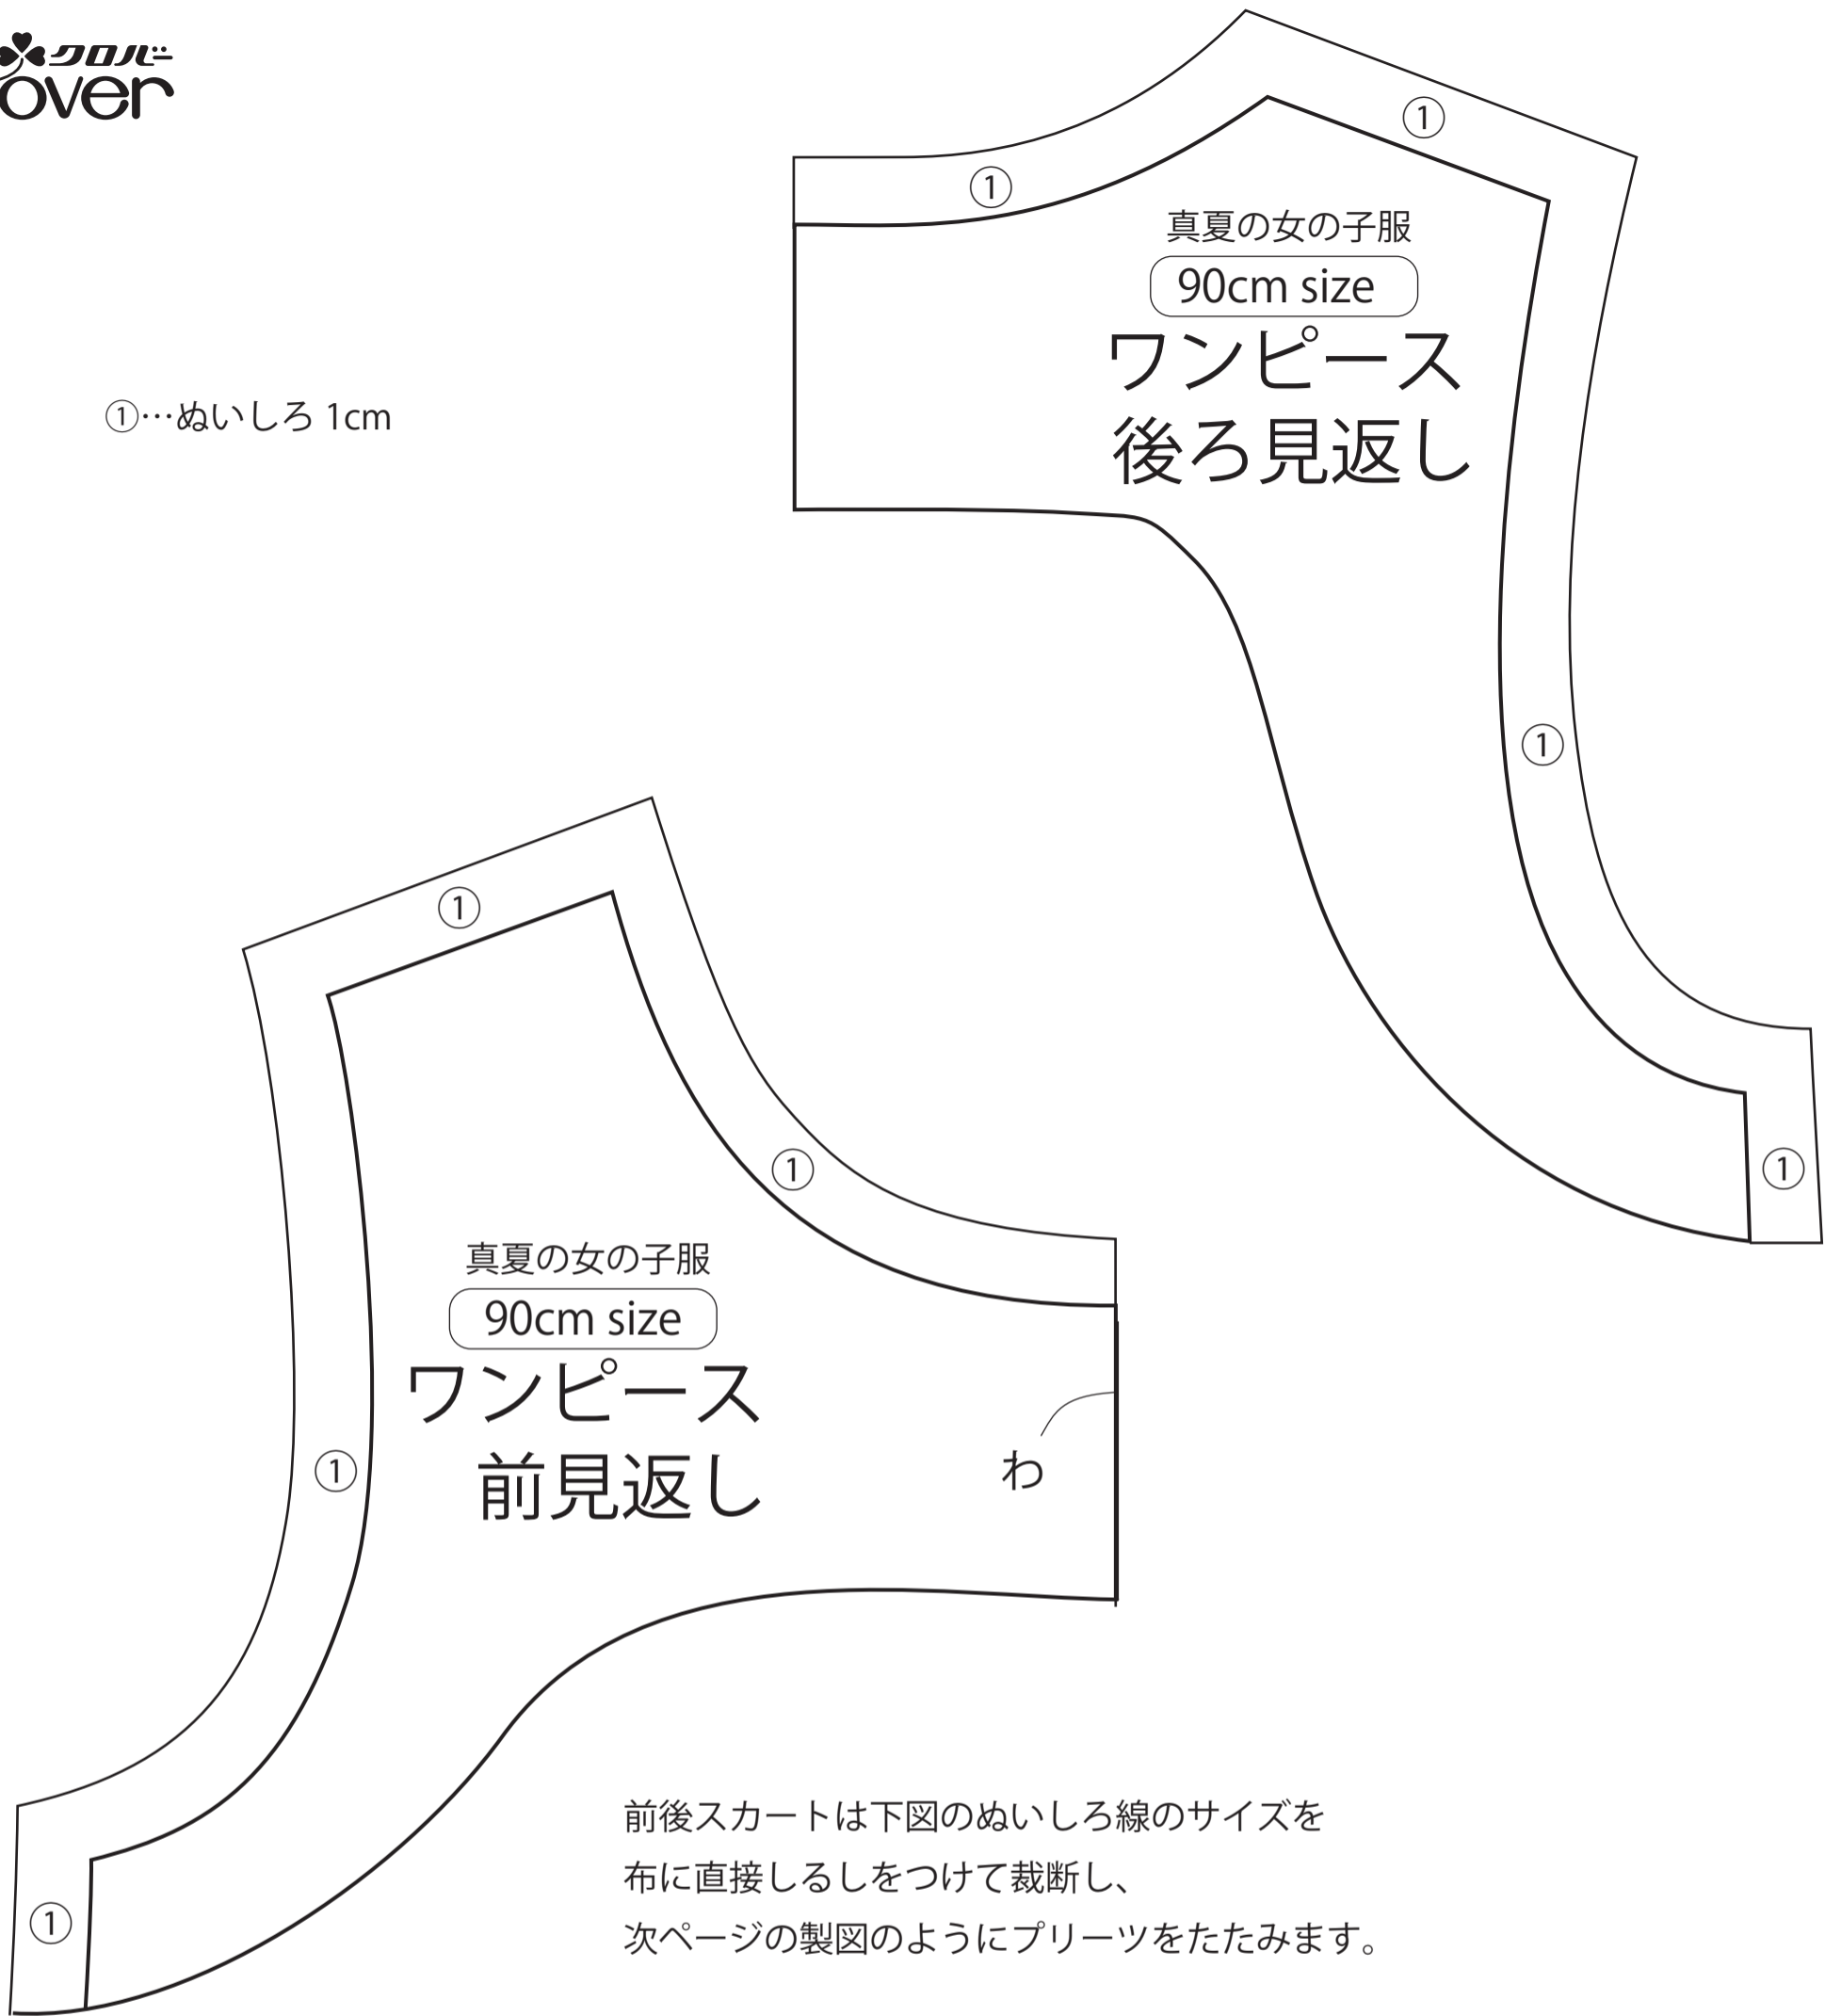 クロバー
over
①
①
真夏の女の子服
90cm size
ワンピース
後ろ見返し
①…ぬいしろ 1cm
①
①
①
①
真夏の女の子服
90cm size
ワンピース
前見返し
①
わ
①
前後スカートは下図のぬいしろ線のサイズを
布に直接しるしをつけて裁断し、
次ページの製図のようにプリーツをたたみます。
①